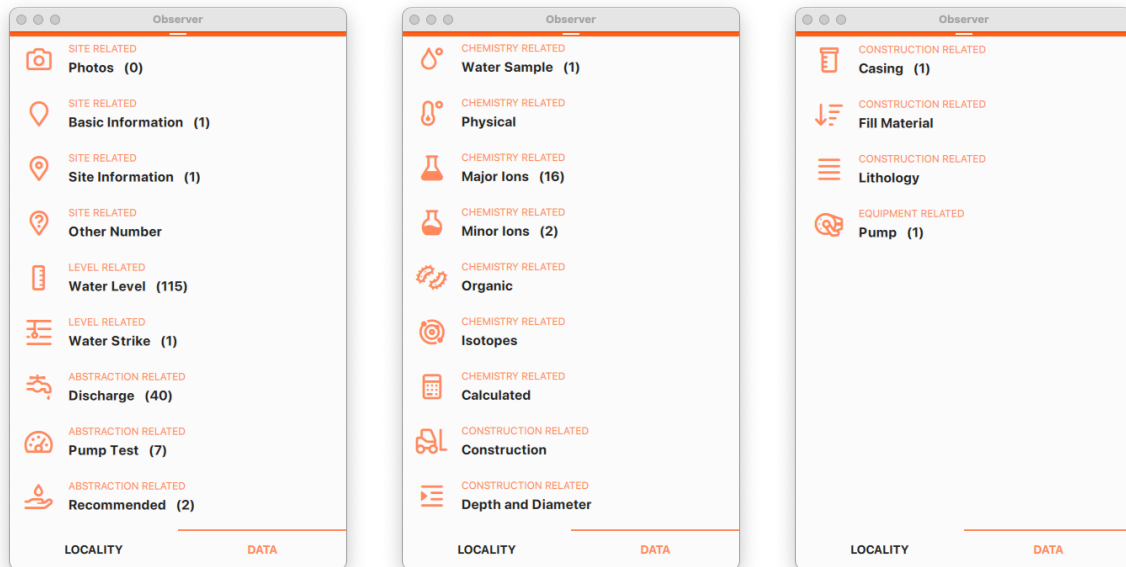 Observer
SITE RELATED
Photos (0)
SITE RELATED
Basic Information (1)
SITE RELATED
Site Information (1)
SITE RELATED
Other Number
LEVEL RELATED
Water Level (115)
LEVEL RELATED
Water Strike (1)
ABSTRACTION RELATED
Discharge (40)
ABSTRACTION RELATED
Pump Test (7)
ABSTRACTION RELATED
Recommended (2)
LOCALITY DATA
Observer
CHEMISTRY RELATED
Water Sample (1)
CHEMISTRY RELATED
Physical
CHEMISTRY RELATED
Major Ions (16)
CHEMISTRY RELATED
Minor Ions (2)
CHEMISTRY RELATED
Organic
CHEMISTRY RELATED
Isotopes
CHEMISTRY RELATED
Calculated
CONSTRUCTION RELATED
Construction
CONSTRUCTION RELATED
Depth and Diameter
LOCALITY DATA
Observer
CONSTRUCTION RELATED
Casing (1)
CONSTRUCTION RELATED
Fill Material
CONSTRUCTION RELATED
Lithology
EQUIPMENT RELATED
Pump (1)
LOCALITY DATA